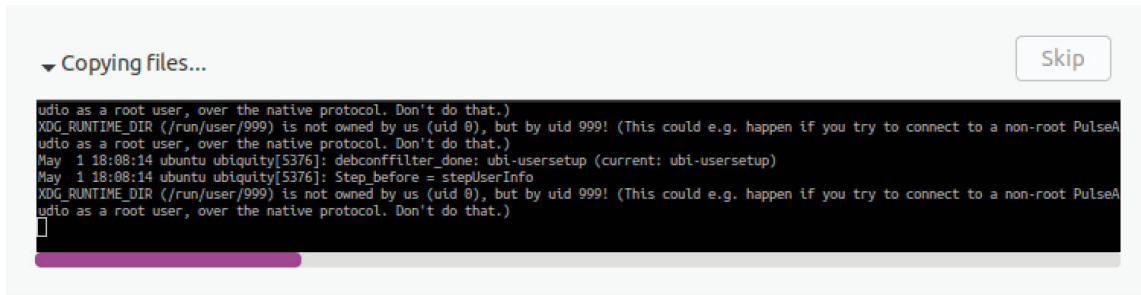 Copying files...
Skip
udio as a root user, over the native protocol. Don't do that.)
XDG_RUNTIME_DIR (/run/user/999) is not owned by us (uid 0), but by uid 999! (This could e.g. happen if you try to connect to a non-root PulseA
udio as a root user, over the native protocol. Don't do that.)
May  1 18:08:14 ubuntu ubiquity[5376]: debconffilter_done: ubi-usersetup (current: ubi-usersetup)
May  1 18:08:14 ubuntu ubiquity[5376]: Step_before = stepUserInfo
XDG_RUNTIME_DIR (/run/user/999) is not owned by us (uid 0), but by uid 999! (This could e.g. happen if you try to connect to a non-root PulseA
udio as a root user, over the native protocol. Don't do that.)